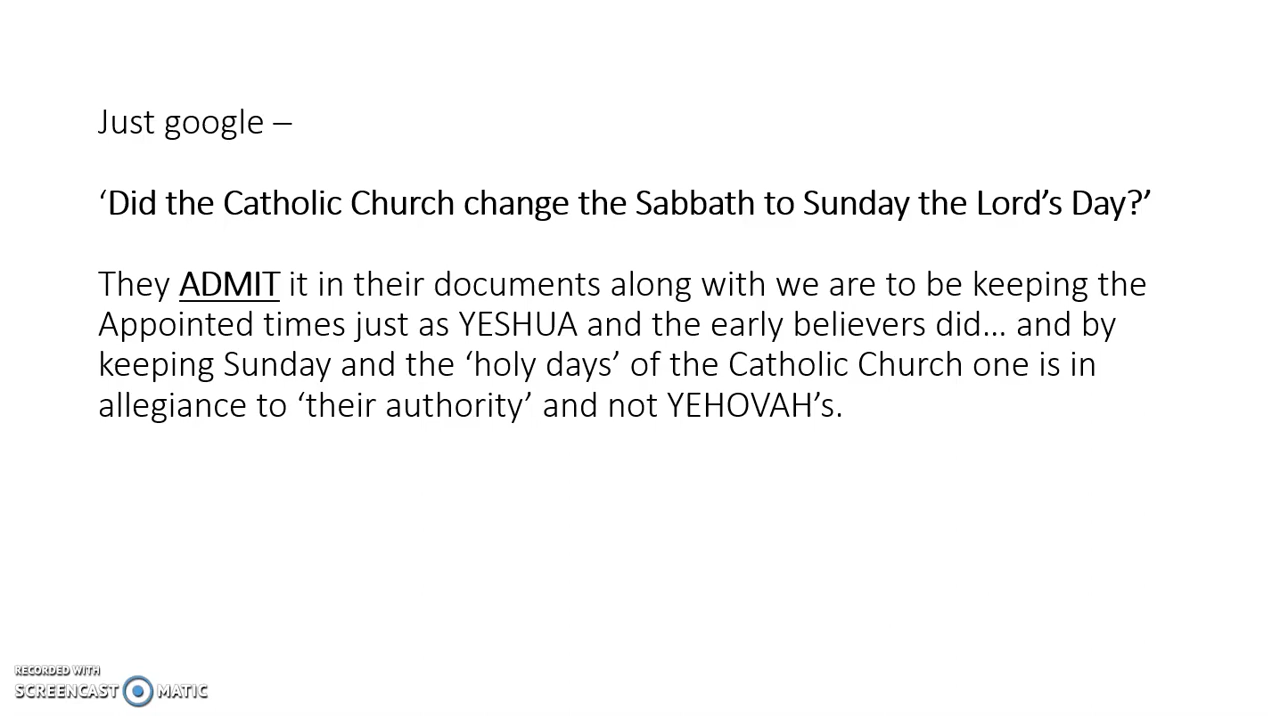 Just google –
‘Did the Catholic Church change the Sabbath to Sunday the Lord’s Day?’
They ADMIT it in their documents along with we are to be keeping the
Appointed times just as YESHUA and the early believers did… and by
keeping Sunday and the ‘holy days’ of the Catholic Church one is in
allegiance to ‘their authority’ and not YEHOVAH’s.
RECORDED WITH
SCREENCAST MATIC